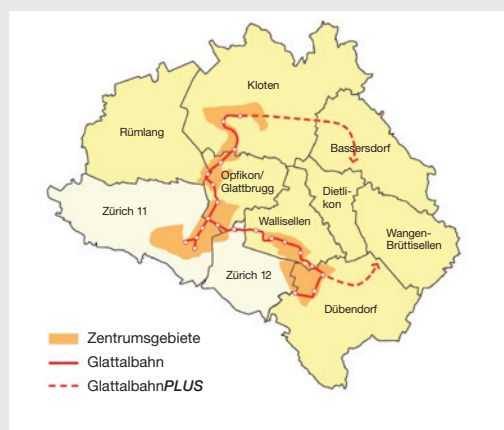 Kloten
Rümlang
Bassersdorf
Opfikon/
Glattbrugg
Dietli-
kon
Zürich 11
Wallisellen
Wangen-
Brüttisellen
Zürich 12
Dübendorf
Zentrumsgebiete
Glattalbahn
GlattalbahnPLUS